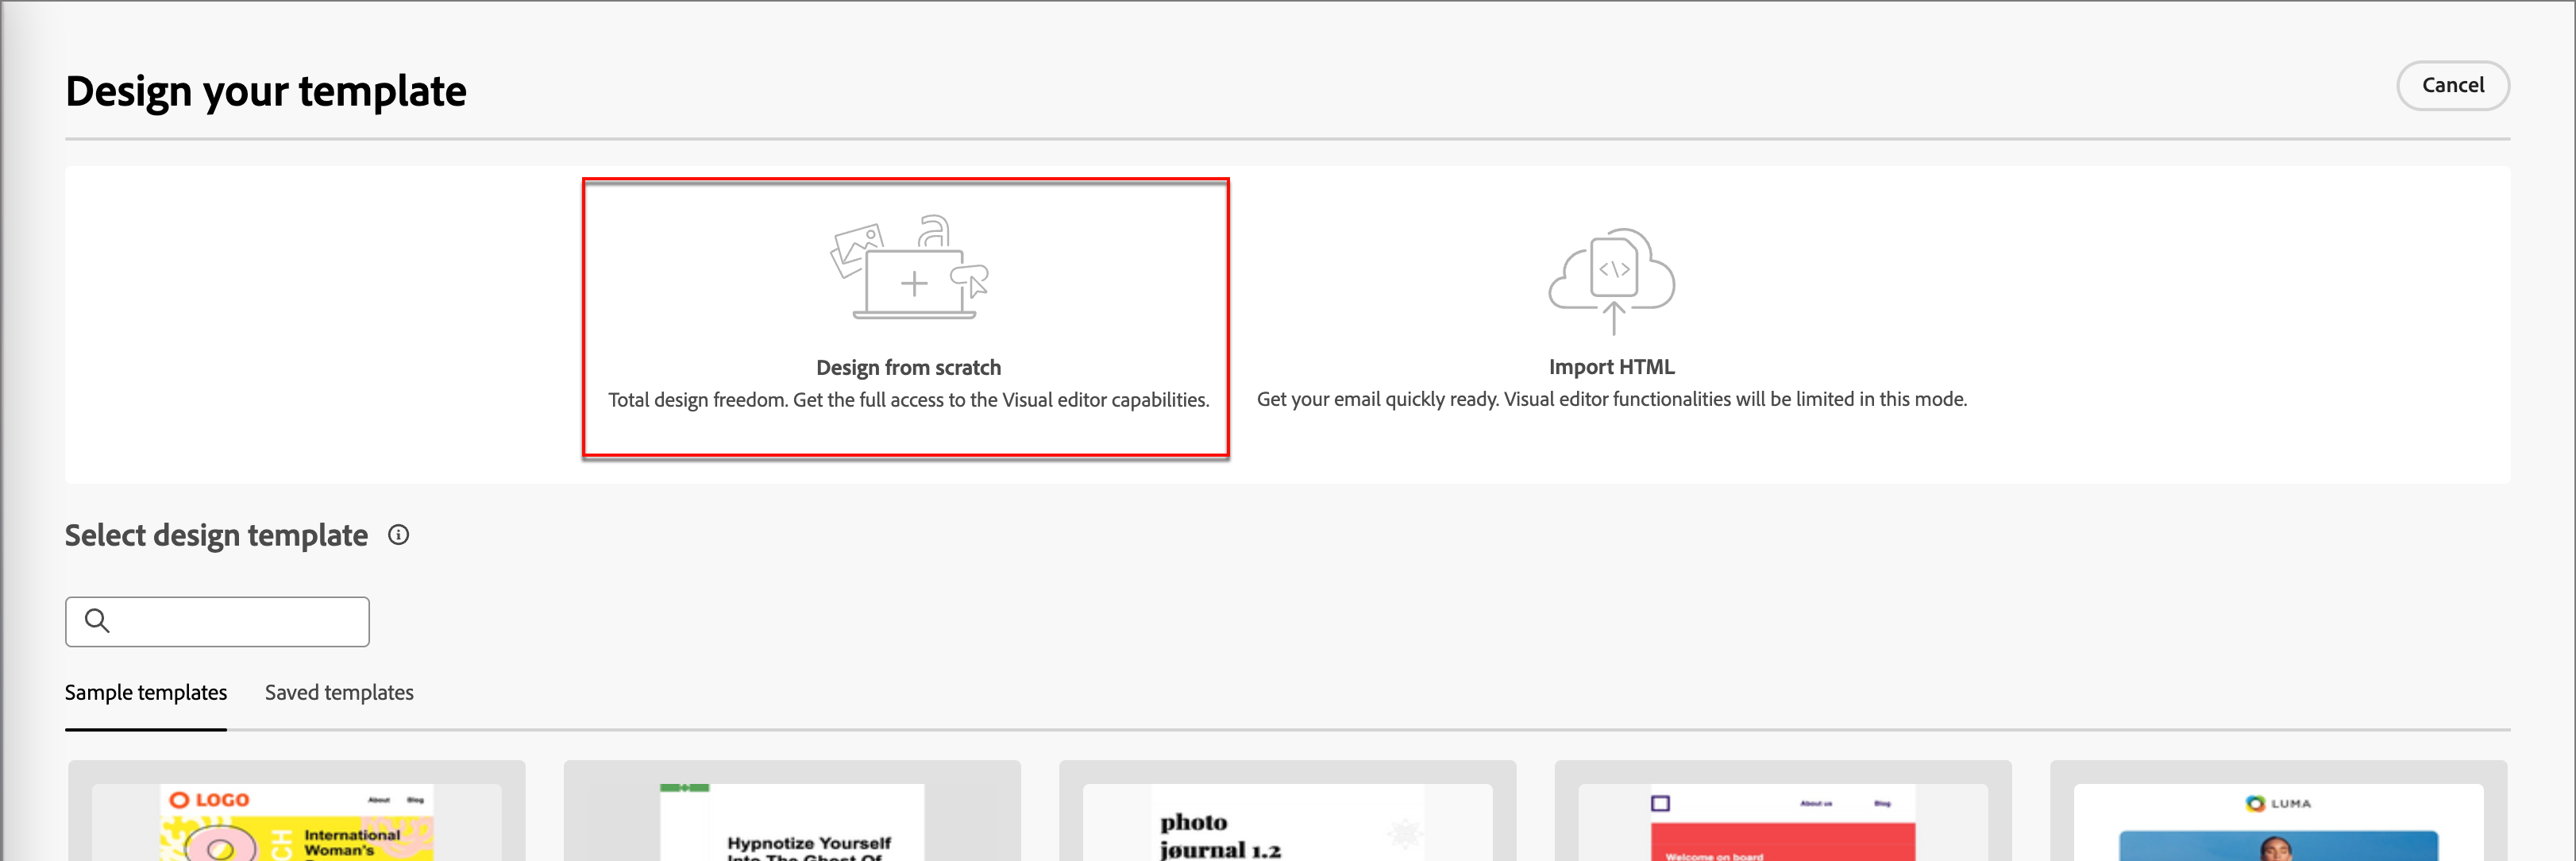 Design your template
Cancel
a
Design from scratch
Total design freedom. Get the full access to the Visual editor capabilities.
</>
Import HTML
Get your email quickly ready. Visual editor functionalities will be limited in this mode.
Select design template
Sample templates
Saved templates
LOGO
About
Blog
CH
International
Woman's
Hypnotize Yourself
Into The Ghost Of
photo
jøurnal 1.2
About us
Blog
Welcome on board
LUMA